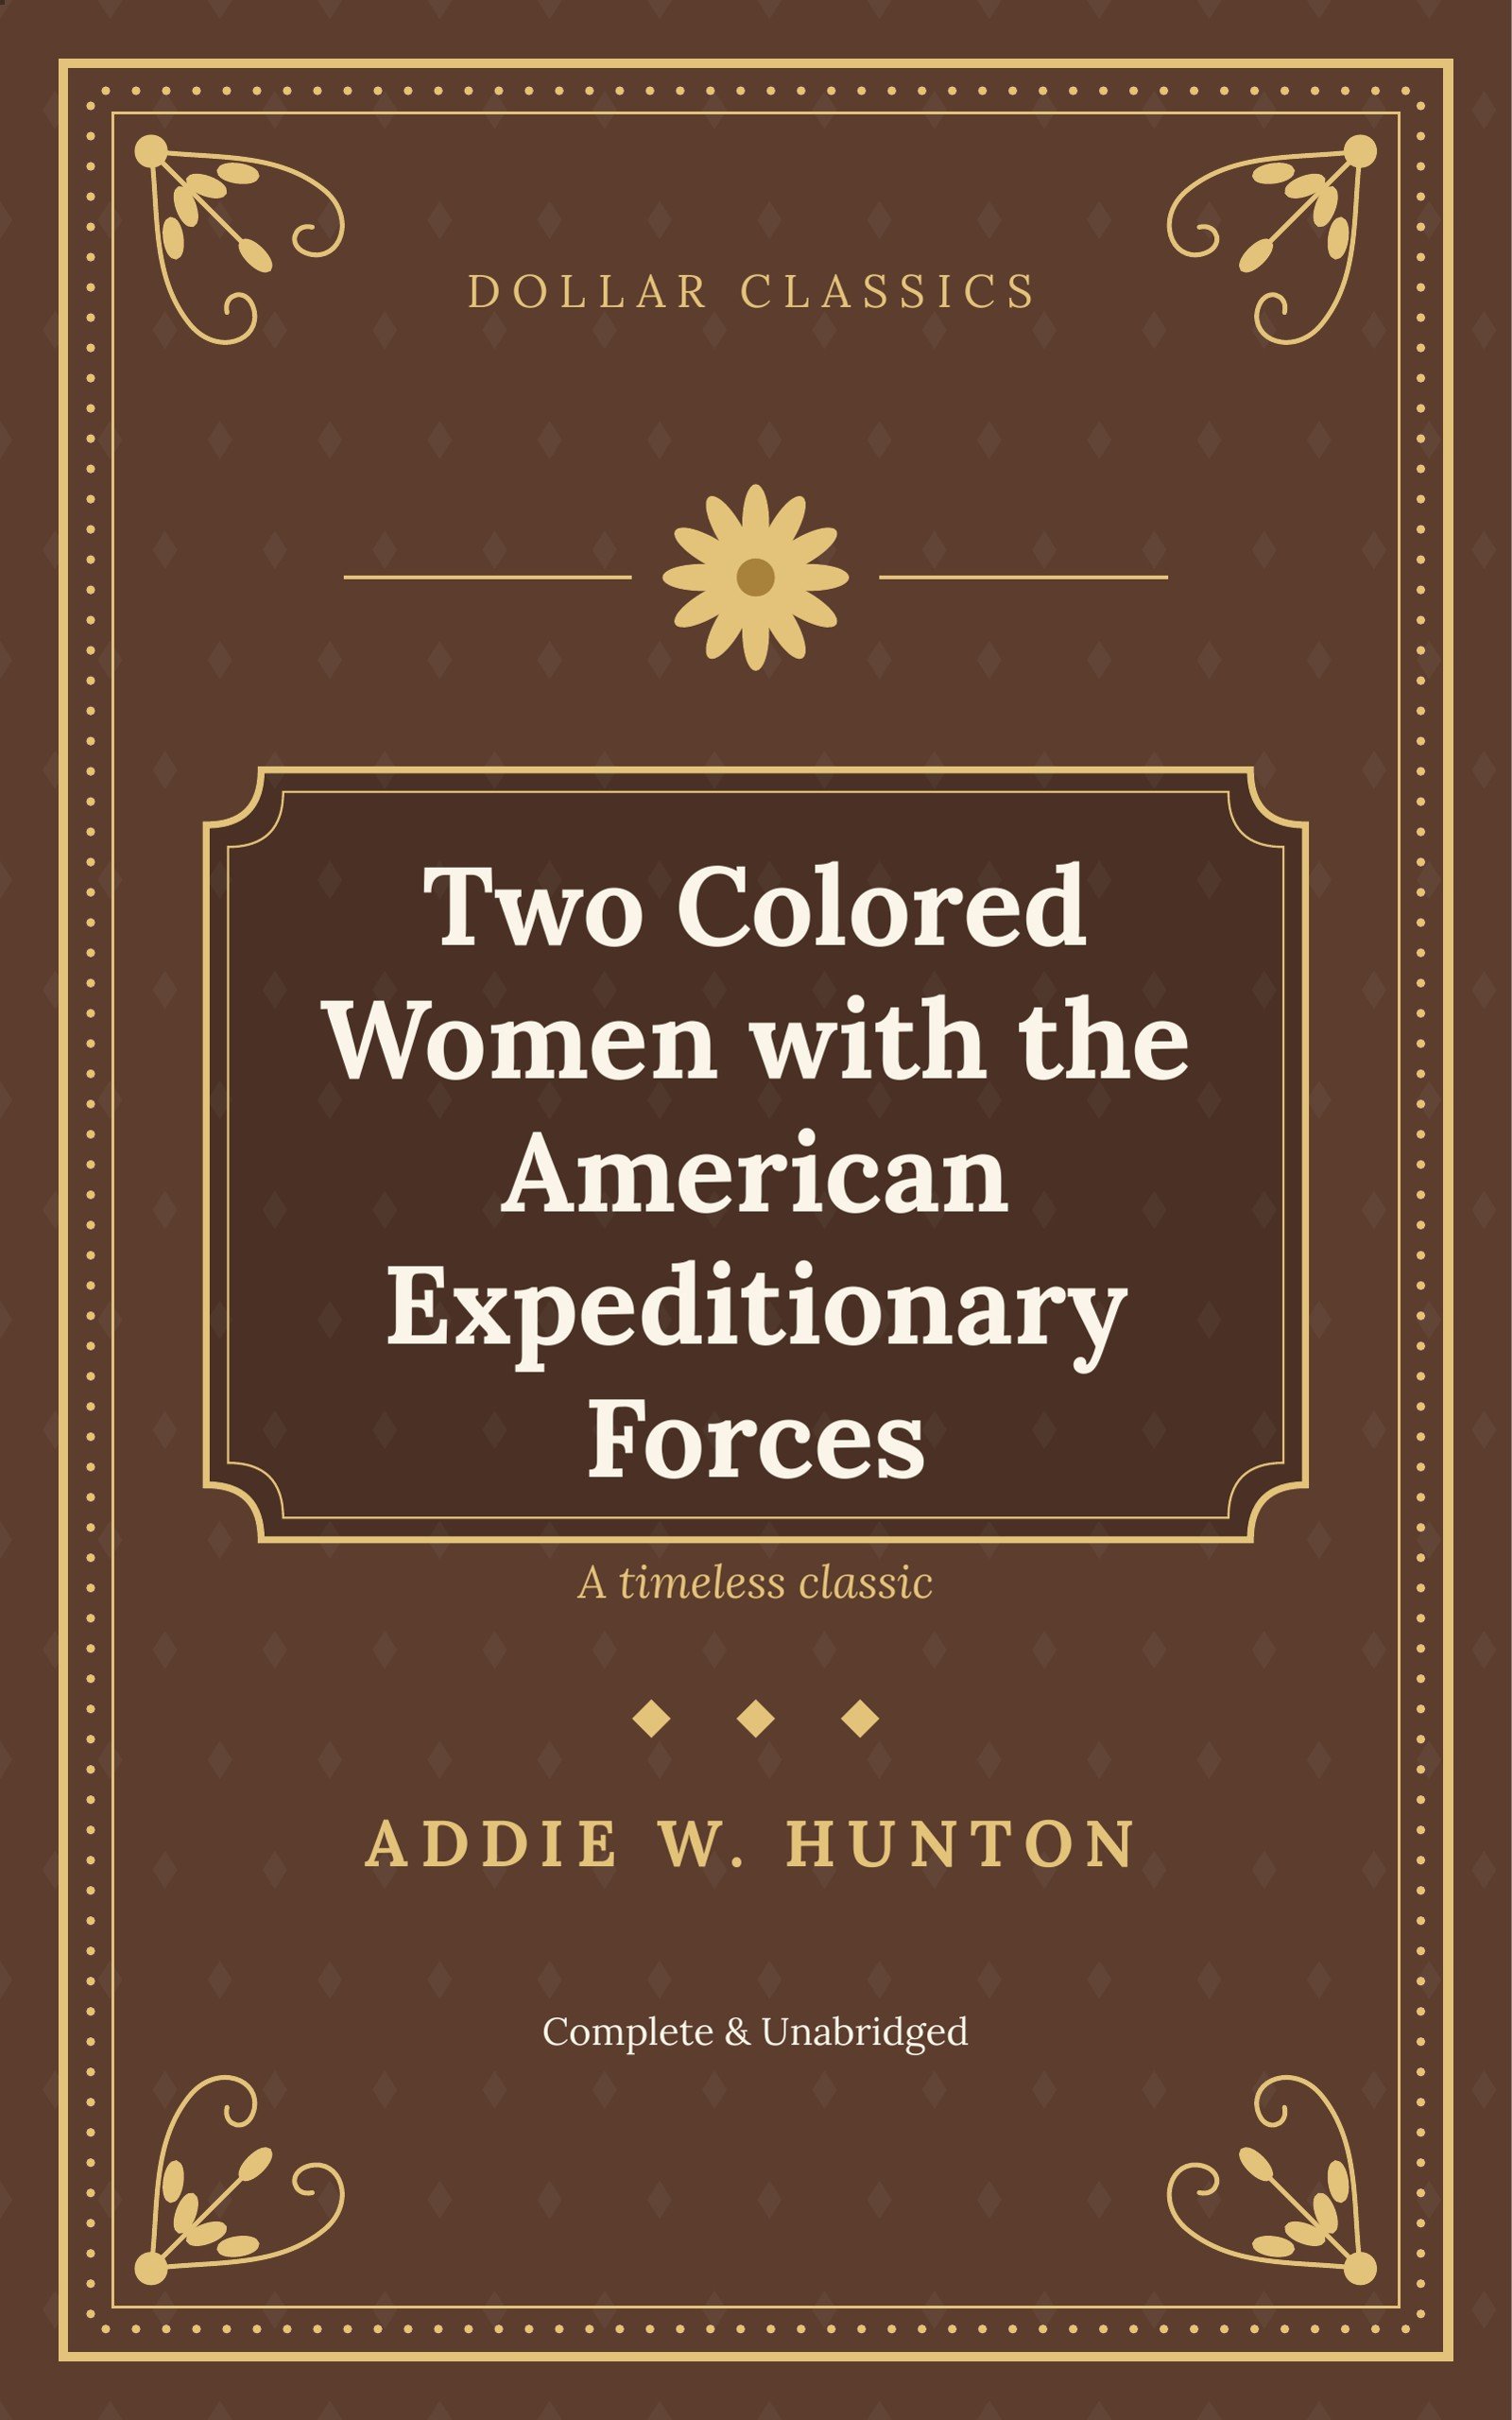 DOLLAR CLASSICS
Two Colored
Women with the
American
Expeditionary
Forces
A timeless classic
ADDIE W. HUNTON
Complete & Unabridged